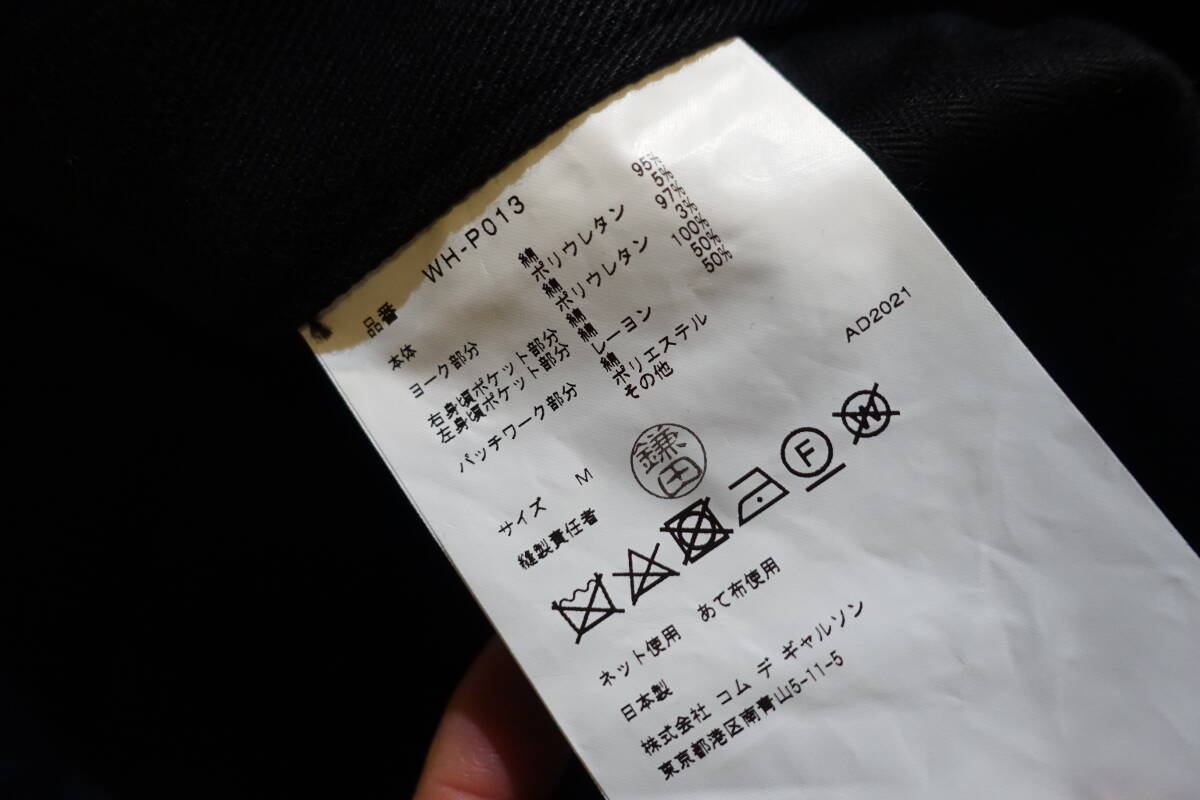 品番 WH-P013
本体 綿 95%
ポリウレタン 5%
ヨーク部分 綿 97%
ポリウレタン 3%
右身頃ポケット部分 綿 100%
左身頃ポケット部分 綿 50%
レーヨン 50%
パッチワーク部分 綿
ポリエステル
その他
サイズ M AD2021
縫製責任者 鎌田
F W
ネット使用 あて布使用
日本製
株式会社 コム デ ギャルソン
東京都港区南青山5-11-5